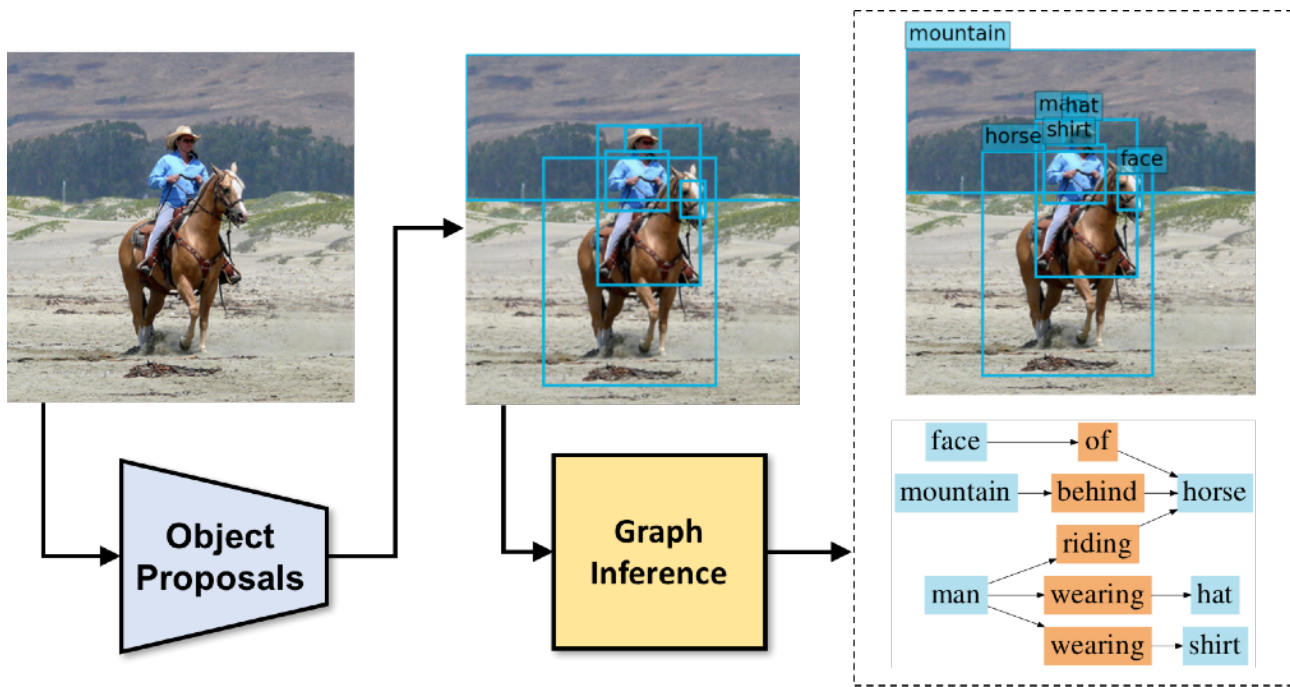 mountain
man
hat
horse
shirt
face
Object
Proposals
Graph
Inference
face
of
mountain
behind
horse
riding
man
wearing
hat
wearing
shirt